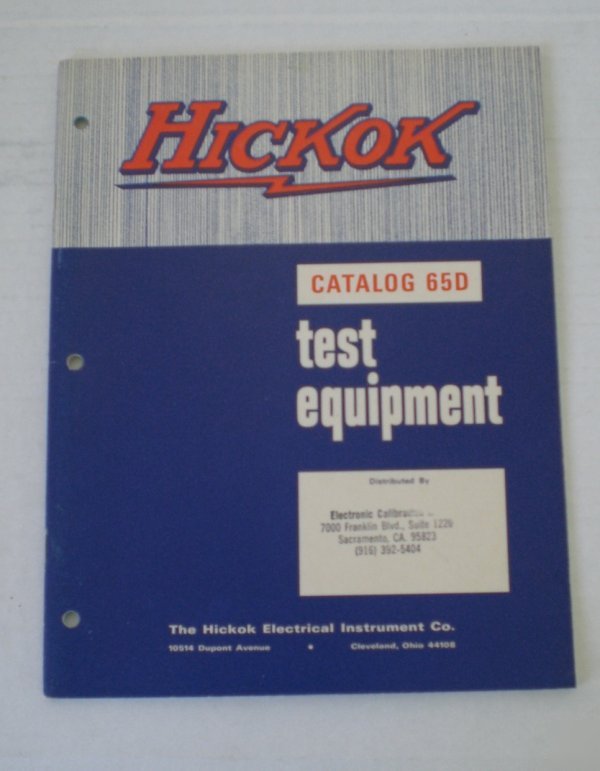 HICKOK
CATALOG 65D
test
equipment
Distributed By
Electronic
7000 Franklin Blvd., Suite 1220
Sacramento, CA. 95823
(916) 392-5404
The Hickok Electrical Instrument Co.
10514 Dupont Avenue • Cleveland, Ohio 44108